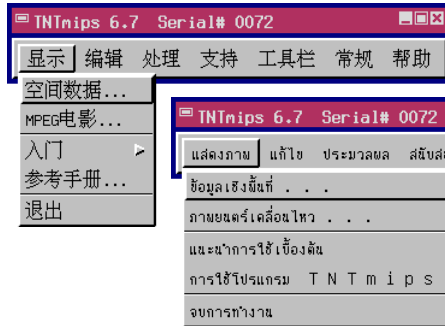 TNTmips 6.7 Serial# 0072
显示 编辑 处理 支持 工具栏 常规 帮助
空间数据...
MPEG电影...
入门
参考手册...
退出
TNTmips 6.7 Serial# 0072
แสดงภาพ แก้ไข ประมวลผล
ข้อมูลเชิงพื้นที่ . . .
ภาพยนตร์เคลื่อนไหว . . .
แนะนำการใช้เบื้องต้น
การใช้โปรแกรม TNTmips
จบการทำงาน